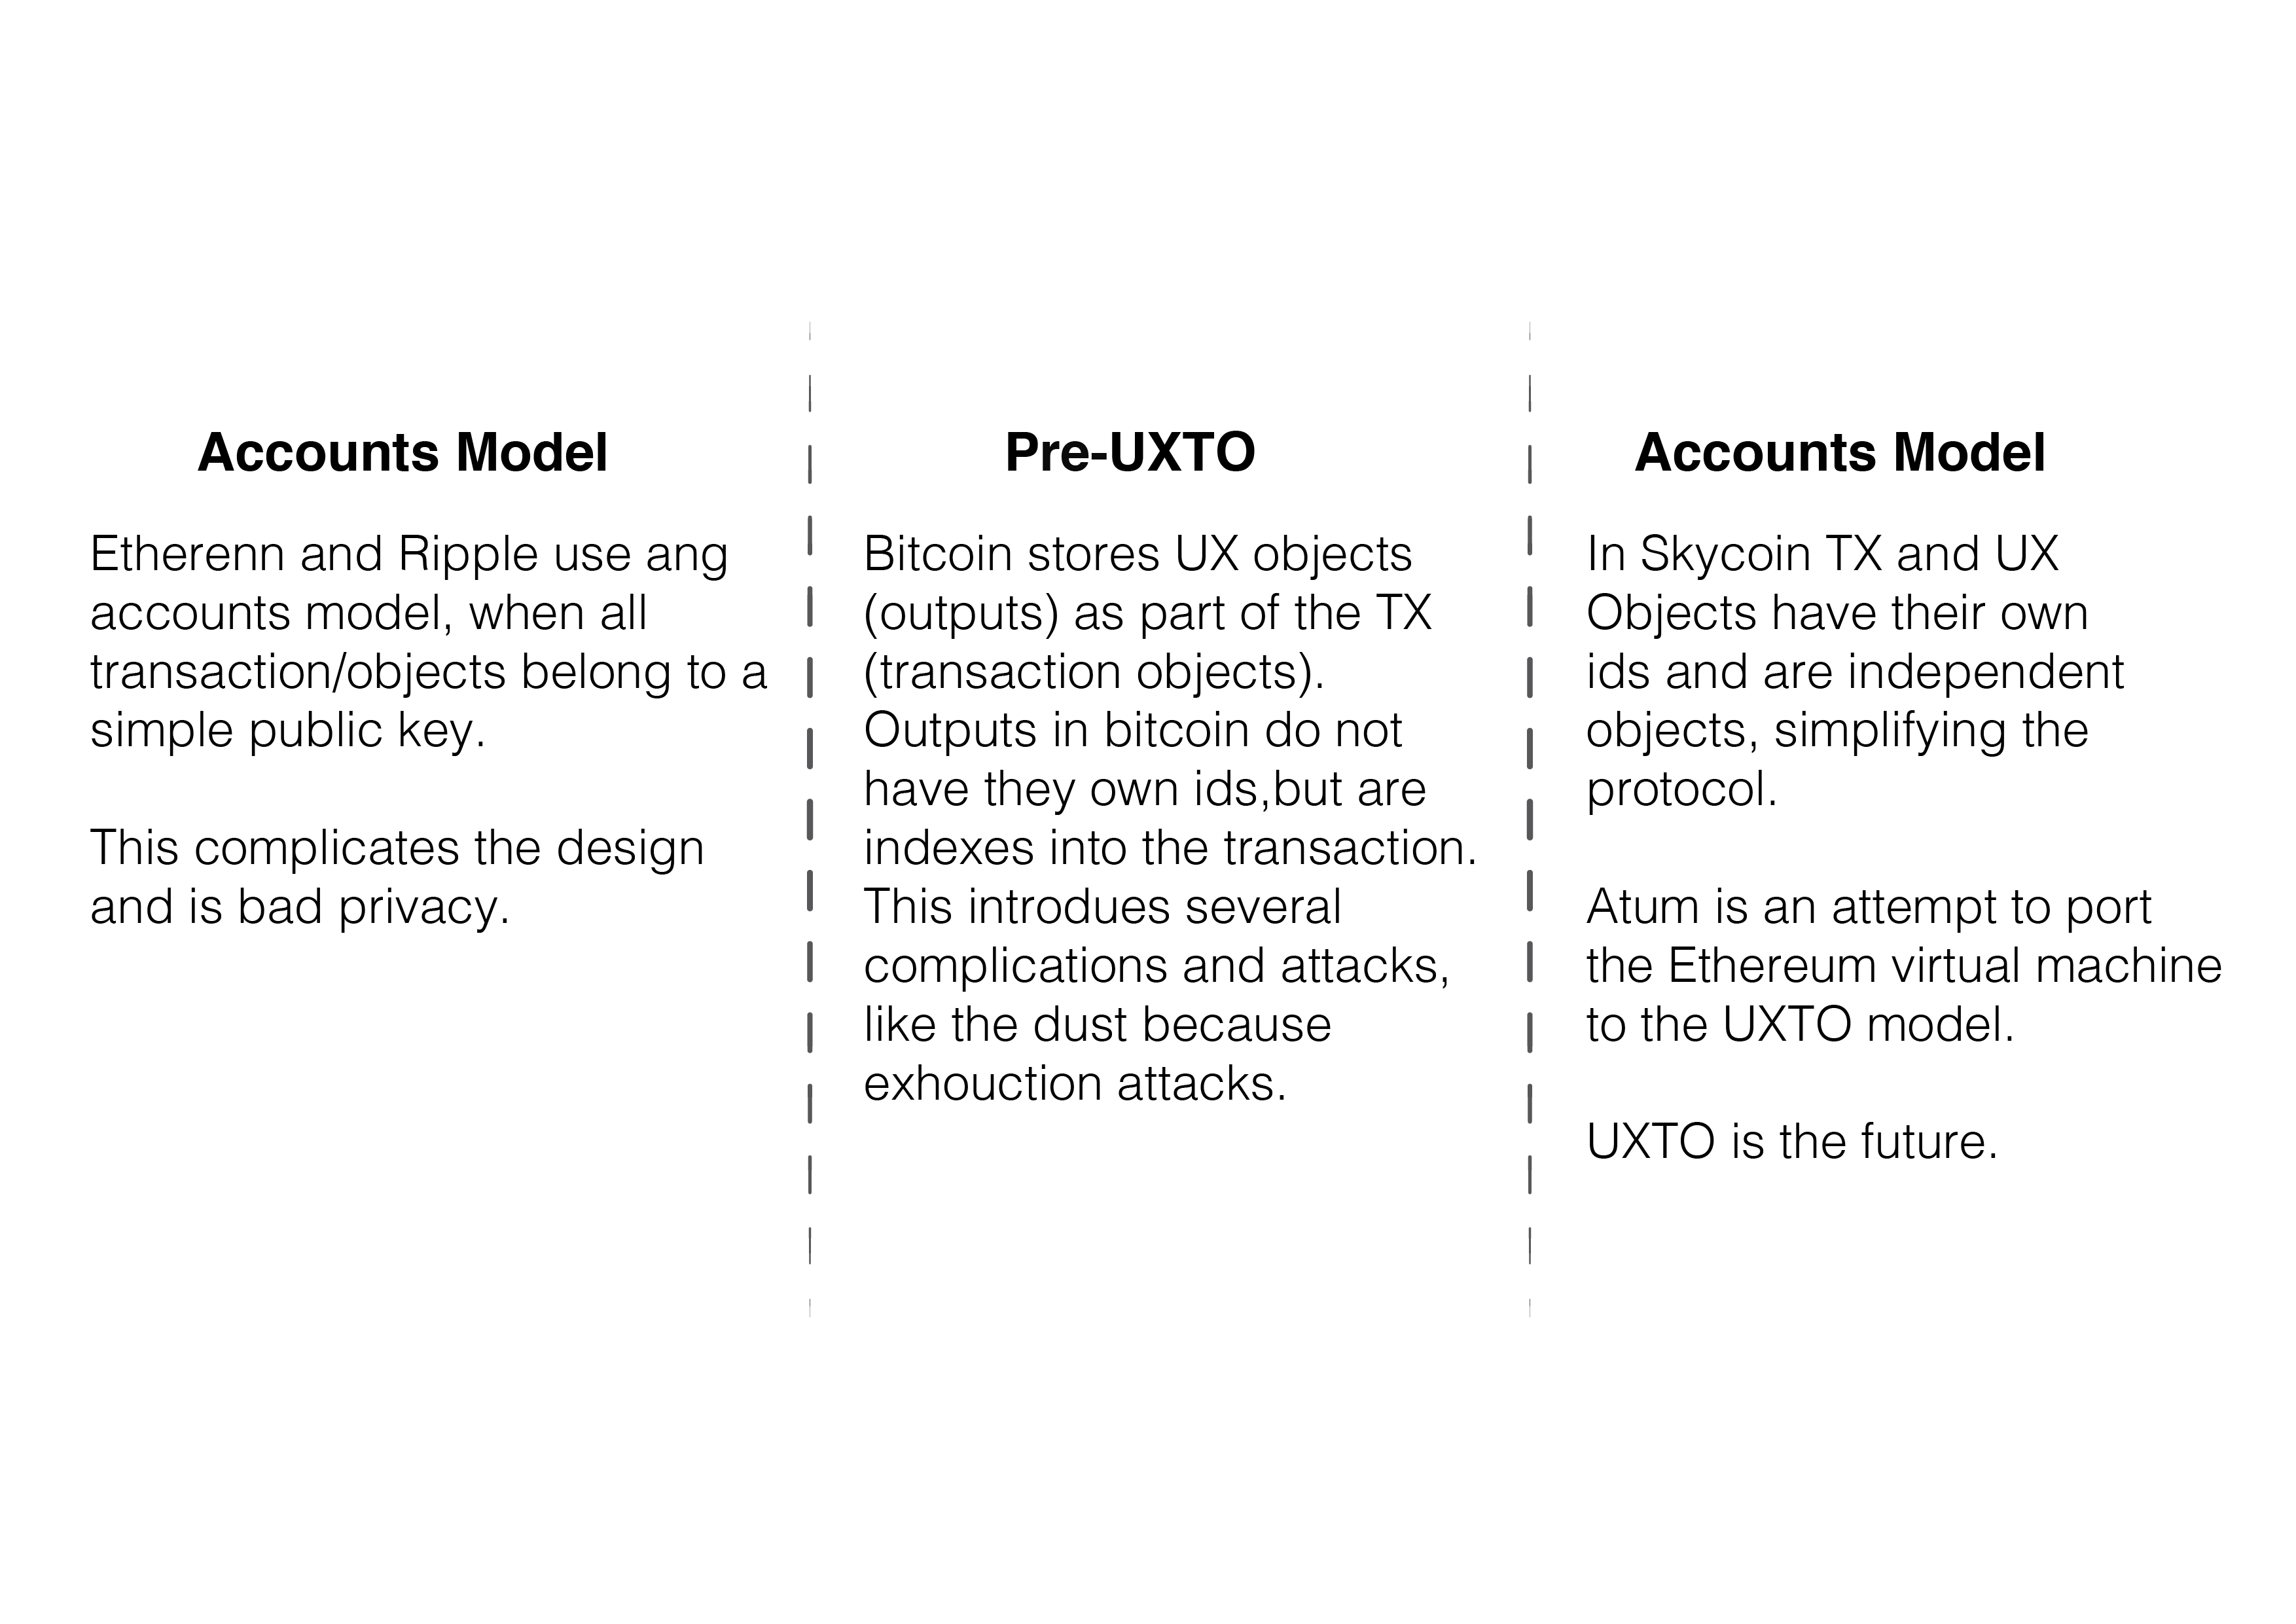 Accounts Model
Etherenn and Ripple use ang
accounts model, when all
transaction/objects belong to a
simple public key.
This complicates the design
and is bad privacy.
Pre-UXTO
Bitcoin stores UX objects
(outputs) as part of the TX
(transaction objects).
Outputs in bitcoin do not
have they own ids,but are
indexes into the transaction.
This introdues several
complications and attacks,
like the dust because
exhouction attacks.
Accounts Model
In Skycoin TX and UX
Objects have their own
ids and are independent
objects, simplifying the
protocol.
Atum is an attempt to port
the Ethereum virtual machine
to the UXTO model.
UXTO is the future.